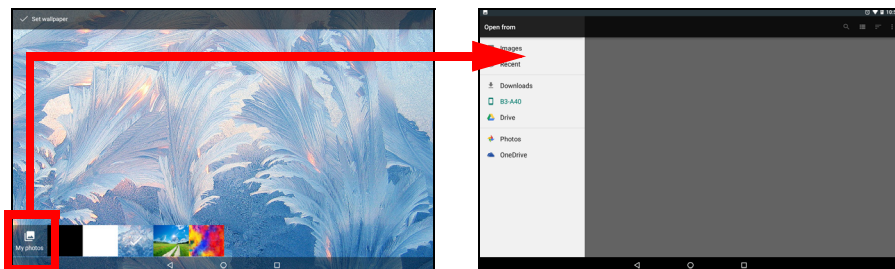 Set wallpaper
My photos
Open from
Images
Recent
Downloads
B3-A40
Drive
Photos
OneDrive